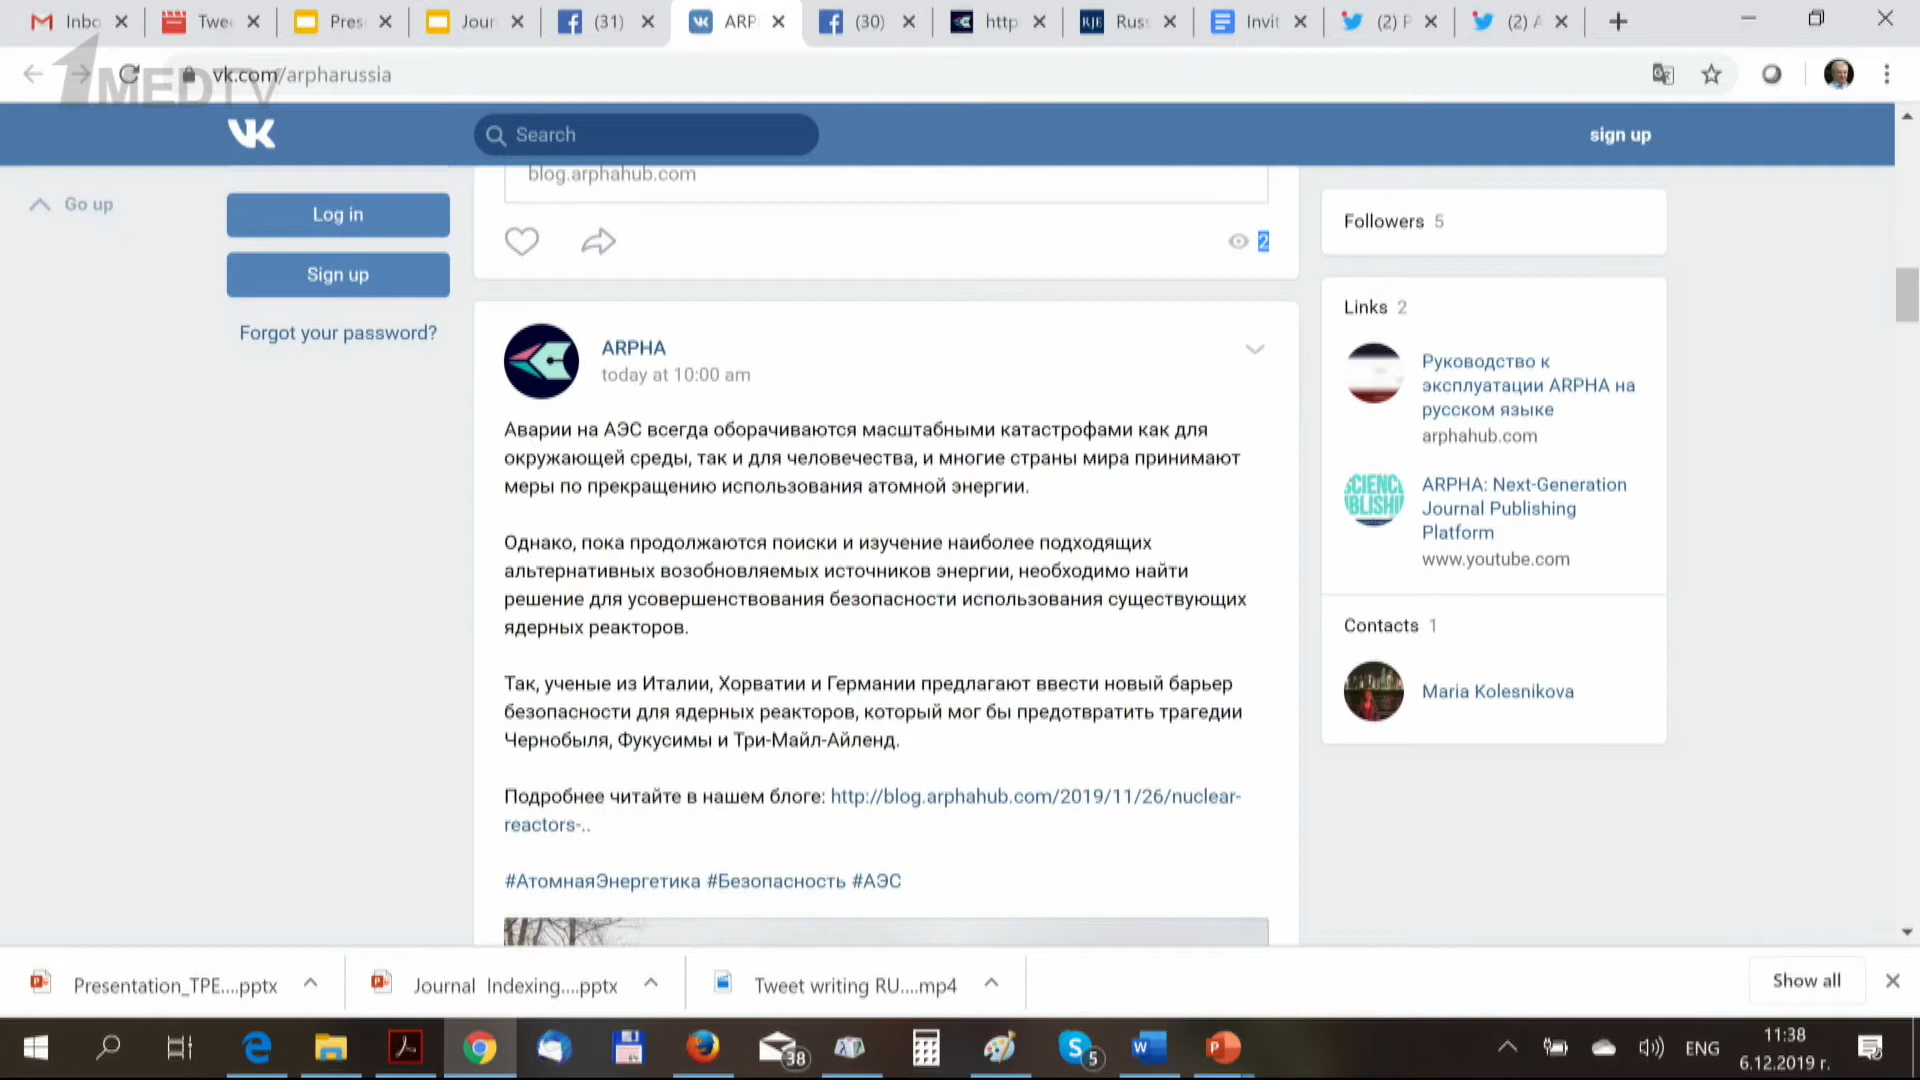 Inbo
Twe
Pres
Jour
(31)
ARP
(30)
http
RJE
Rus
Invit
(2) P
(2) A
vk.com/arpharussia
1MEDTV
Search
sign up
Go up
Log in
Sign up
Forgot your password?
blog.arphahub.com
2
ARPHA
today at 10:00 am
Аварии на АЭС всегда оборачиваются масштабными катастрофами как для
окружающей среды, так и для человечества, и многие страны мира принимают
меры по прекращению использования атомной энергии.
Однако, пока продолжаются поиски и изучение наиболее подходящих
альтернативных возобновляемых источников энергии, необходимо найти
решение для усовершенствования безопасности использования существующих
ядерных реакторов.
Так, ученые из Италии, Хорватии и Германии предлагают ввести новый барьер
безопасности для ядерных реакторов, который мог бы предотвратить трагедии
Чернобыля, Фукусимы и Три-Майл-Айленд.
Подробнее читайте в нашем блоге: http://blog.arphahub.com/2019/11/26/nuclear-
reactors-..
#АтомнаяЭнергетика #Безопасность #АЭС
Followers 5
Links 2
Руководство к
эксплуатации ARPHA на
русском языке
arphahub.com
ARPHA: Next-Generation
Journal Publishing
Platform
www.youtube.com
Contacts 1
Maria Kolesnikova
Presentation_TPE....pptx
Journal Indexing....pptx
Tweet writing RU....mp4
Show all
38
5
ENG
11:38
6.12.2019 г.